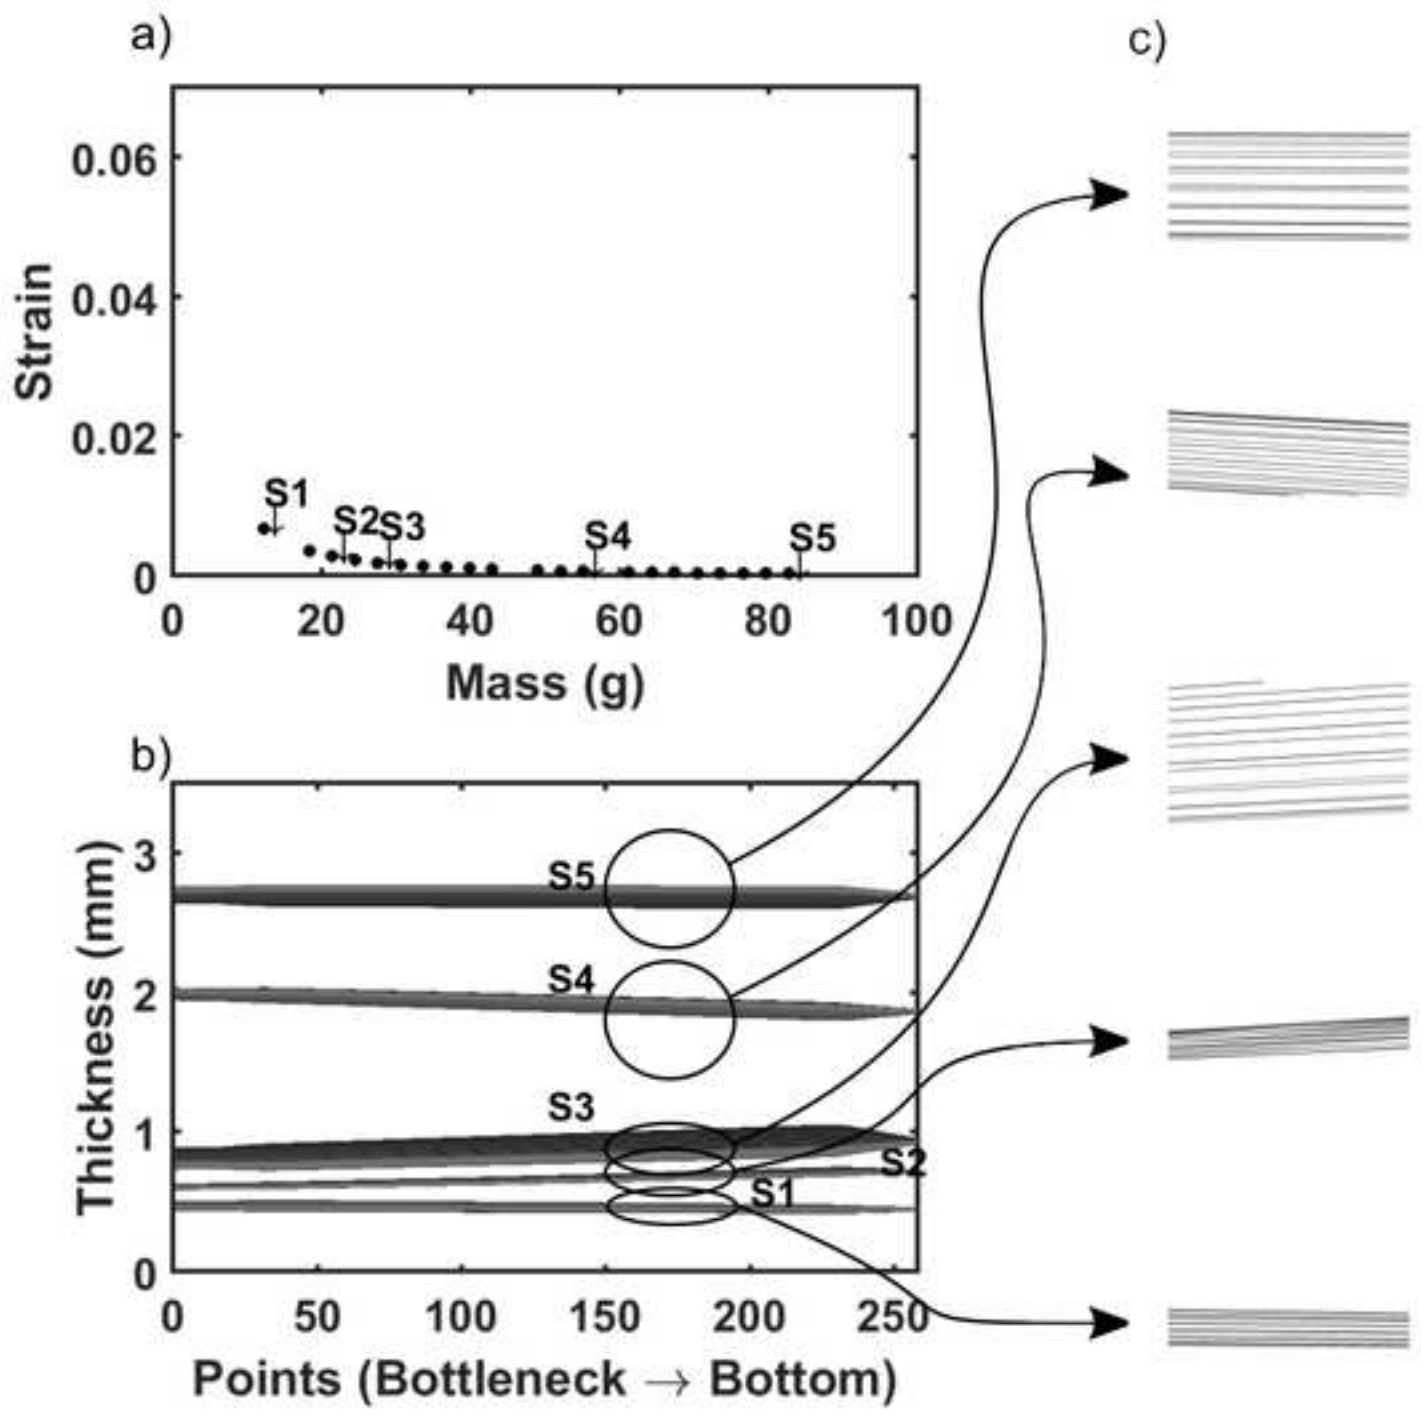 a)
c)
0.06
0.04
0.02
0
Strain
S1
S2
S3
S4
S5
0 20 40 60 80 100
Mass (g)
b)
3
2
1
0
Thickness (mm)
S5
S4
S3
S2
S1
0 50 100 150 200 250
Points (Bottleneck → Bottom)